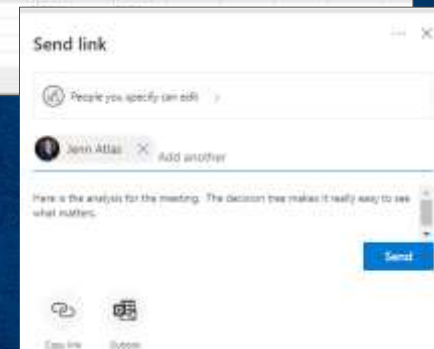 Send link
People you specify can edit
Jenn Atlas
Add another
Here is the analysis for the meeting. The decision tree makes it really easy to see
what matters.
Send
Copy link
Outlook